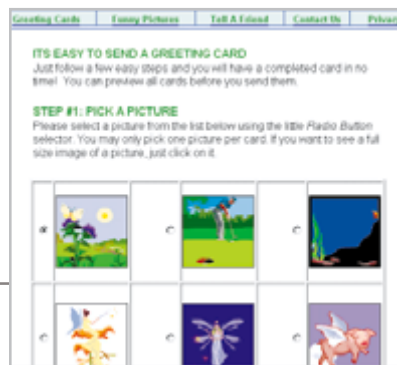 Greeting Cards Funny Pictures Tell A Friend Contact Us Privac
ITS EASY TO SEND A GREETING CARD
Just follow a few easy steps and you will have a completed card in no
time! You can preview all cards before you send them.
STEP #1: PICK A PICTURE
Please select a picture from the list below using the little Radio Button
selector. You may only pick one picture per card. If you want to see a full
size image of a picture, just click on it.